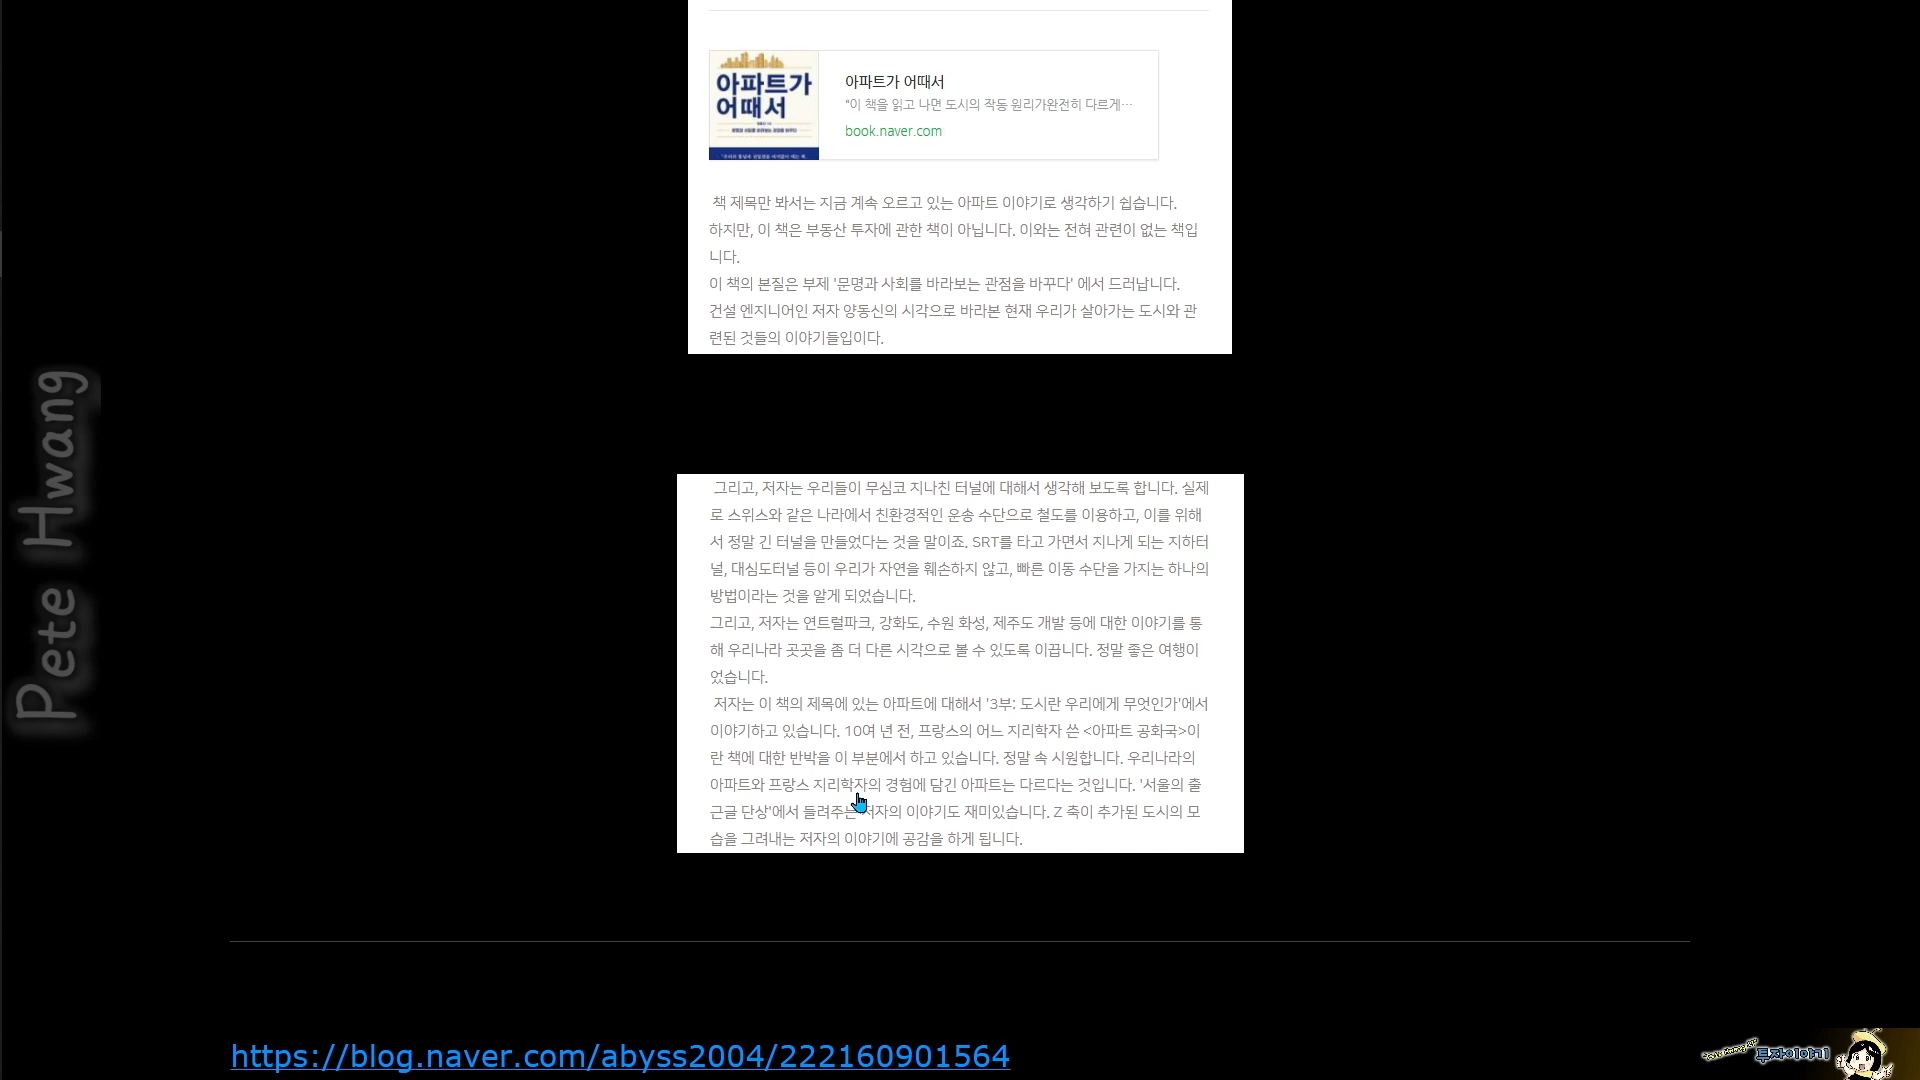 아파트가
어때서
아파트가 어때서
“이 책을 읽고 나면 도시의 작동 원리가완전히 다르게…
book.naver.com
책 제목만 봐서는 지금 계속 오르고 있는 아파트 이야기로 생각하기 쉽습니다.
하지만, 이 책은 부동산 투자에 관한 책이 아닙니다. 이와는 전혀 관련이 없는 책입
니다.
이 책의 본질은 부제 '문명과 사회를 바라보는 관점을 바꾸다' 에서 드러납니다.
건설 엔지니어인 저자 양동신의 시각으로 바라본 현재 우리가 살아가는 도시와 관
련된 것들의 이야기들입이다.
Pete Hwang
그리고, 저자는 우리들이 무심코 지나친 터널에 대해서 생각해 보도록 합니다. 실제
로 스위스와 같은 나라에서 친환경적인 운송 수단으로 철도를 이용하고, 이를 위해
서 정말 긴 터널을 만들었다는 것을 말이죠. SRT를 타고 가면서 지나게 되는 지하터
널, 대심도터널 등이 우리가 자연을 훼손하지 않고, 빠른 이동 수단을 가지는 하나의
방법이라는 것을 알게 되었습니다.
그리고, 저자는 연트럴파크, 강화도, 수원 화성, 제주도 개발 등에 대한 이야기를 통
해 우리나라 곳곳을 좀 더 다른 시각으로 볼 수 있도록 이끕니다. 정말 좋은 여행이
었습니다.
저자는 이 책의 제목에 있는 아파트에 대해서 '3부: 도시란 우리에게 무엇인가'에서
이야기하고 있습니다. 10여 년 전, 프랑스의 어느 지리학자 쓴 <아파트 공화국>이
란 책에 대한 반박을 이 부분에서 하고 있습니다. 정말 속 시원합니다. 우리나라의
아파트와 프랑스 지리학자의 경험에 담긴 아파트는 다르다는 것입니다. '서울의 출
근글 단상'에서 들려주는 저자의 이야기도 재미있습니다. Z 축이 추가된 도시의 모
습을 그려내는 저자의 이야기에 공감을 하게 됩니다.
https://blog.naver.com/abyss2004/222160901564
투자이야기